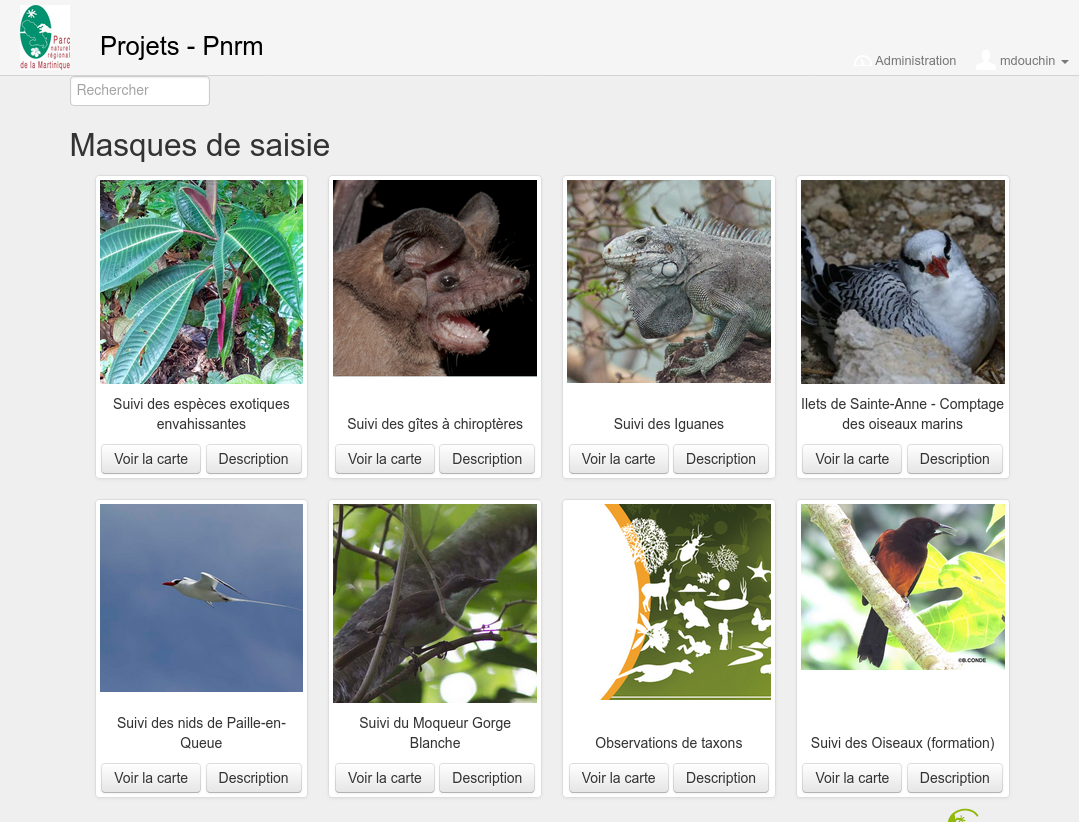 Parc
naturel
régional
de la Martinique
Projets - Pnrm
Administration
mdouchin
Rechercher
Masques de saisie
Suivi des espèces exotiques
envahissantes
Voir la carte Description
Suivi des gîtes à chiroptères
Voir la carte Description
Suivi des Iguanes
Voir la carte Description
Ilets de Sainte-Anne - Comptage
des oiseaux marins
Voir la carte Description
Suivi des nids de Paille-en-
Queue
Voir la carte Description
Suivi du Moqueur Gorge
Blanche
Voir la carte Description
Observations de taxons
Voir la carte Description
©B.CONDE
Suivi des Oiseaux (formation)
Voir la carte Description